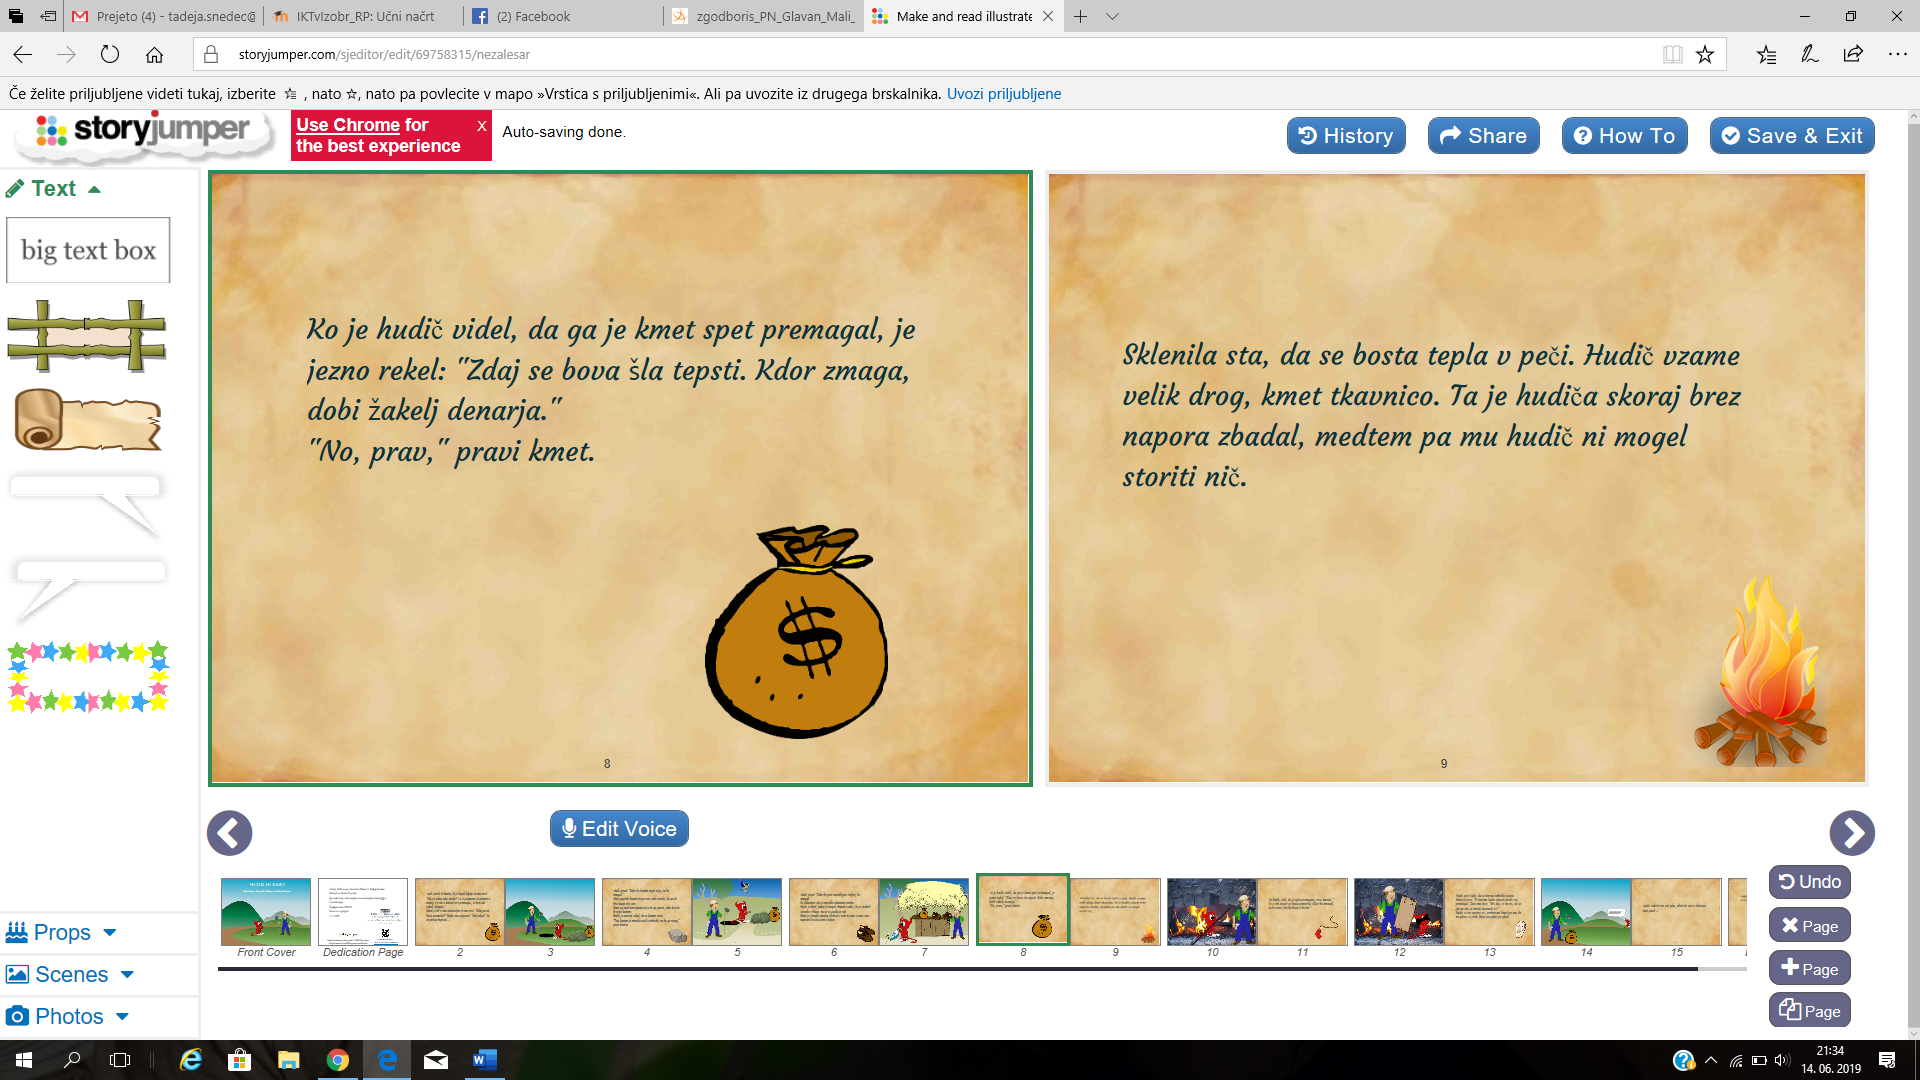 Prejeto (4) - tadeja.snedec@
IKTvIzobr_RP: Učni načrt
(2) Facebook
zgodboris_PN_Glavan_Mali_
Make and read illustrate
storyjumper.com/sjeditor/edit/69758315/nezalesar
Če želite priljubljene videti tukaj, izberite , nato ☆, nato pa povlecite v mapo »Vrstica s priljubljenimi«. Ali pa uvozite iz drugega brskalnika. Uvozi priljubljene
storyjumper
Use Chrome for
the best experience
X
Auto-saving done.
History
Share
How To
Save & Exit
Text
big text box
Ko je hudič videl, da ga je kmet spet premagal, je
jezno rekel: "Zdaj se bova šla tepsti. Kdor zmaga,
dobi žakelj denarja."
"No, prav," pravi kmet.
$
8
Sklenila sta, da se bosta tepla v peči. Hudič vzame
velik drog, kmet tkavnico. Ta je hudiča skoraj brez
napora zbadal, medtem pa mu hudič ni mogel
storiti nič.
9
Edit Voice
Front Cover
Dedication Page
2
3
4
5
6
7
8
9
10
11
12
13
14
15
Undo
Page
Page
Page
Props
Scenes
Photos
21:34
14. 06. 2019